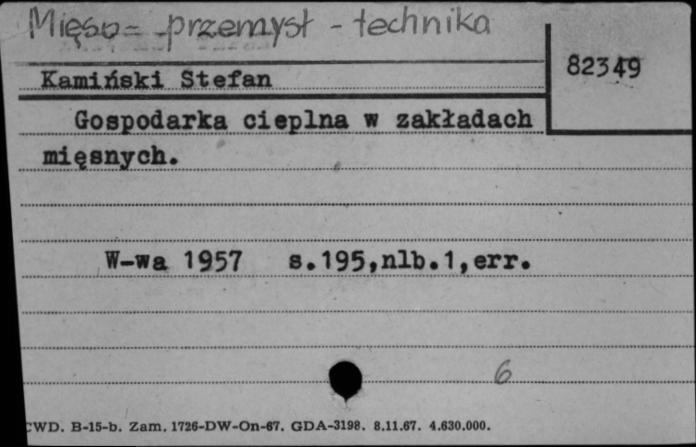 Mięso - przemysł - technika
82349
Kamiński Stefan
Gospodarka cieplna w zakładach
mięsnych.
W-wa 1957 s.195,nlb.1,err.
6
CWD. B-15-b. Zam. 1726-DW-On-67. GDA-3198. 8.11.67. 4.630.000.